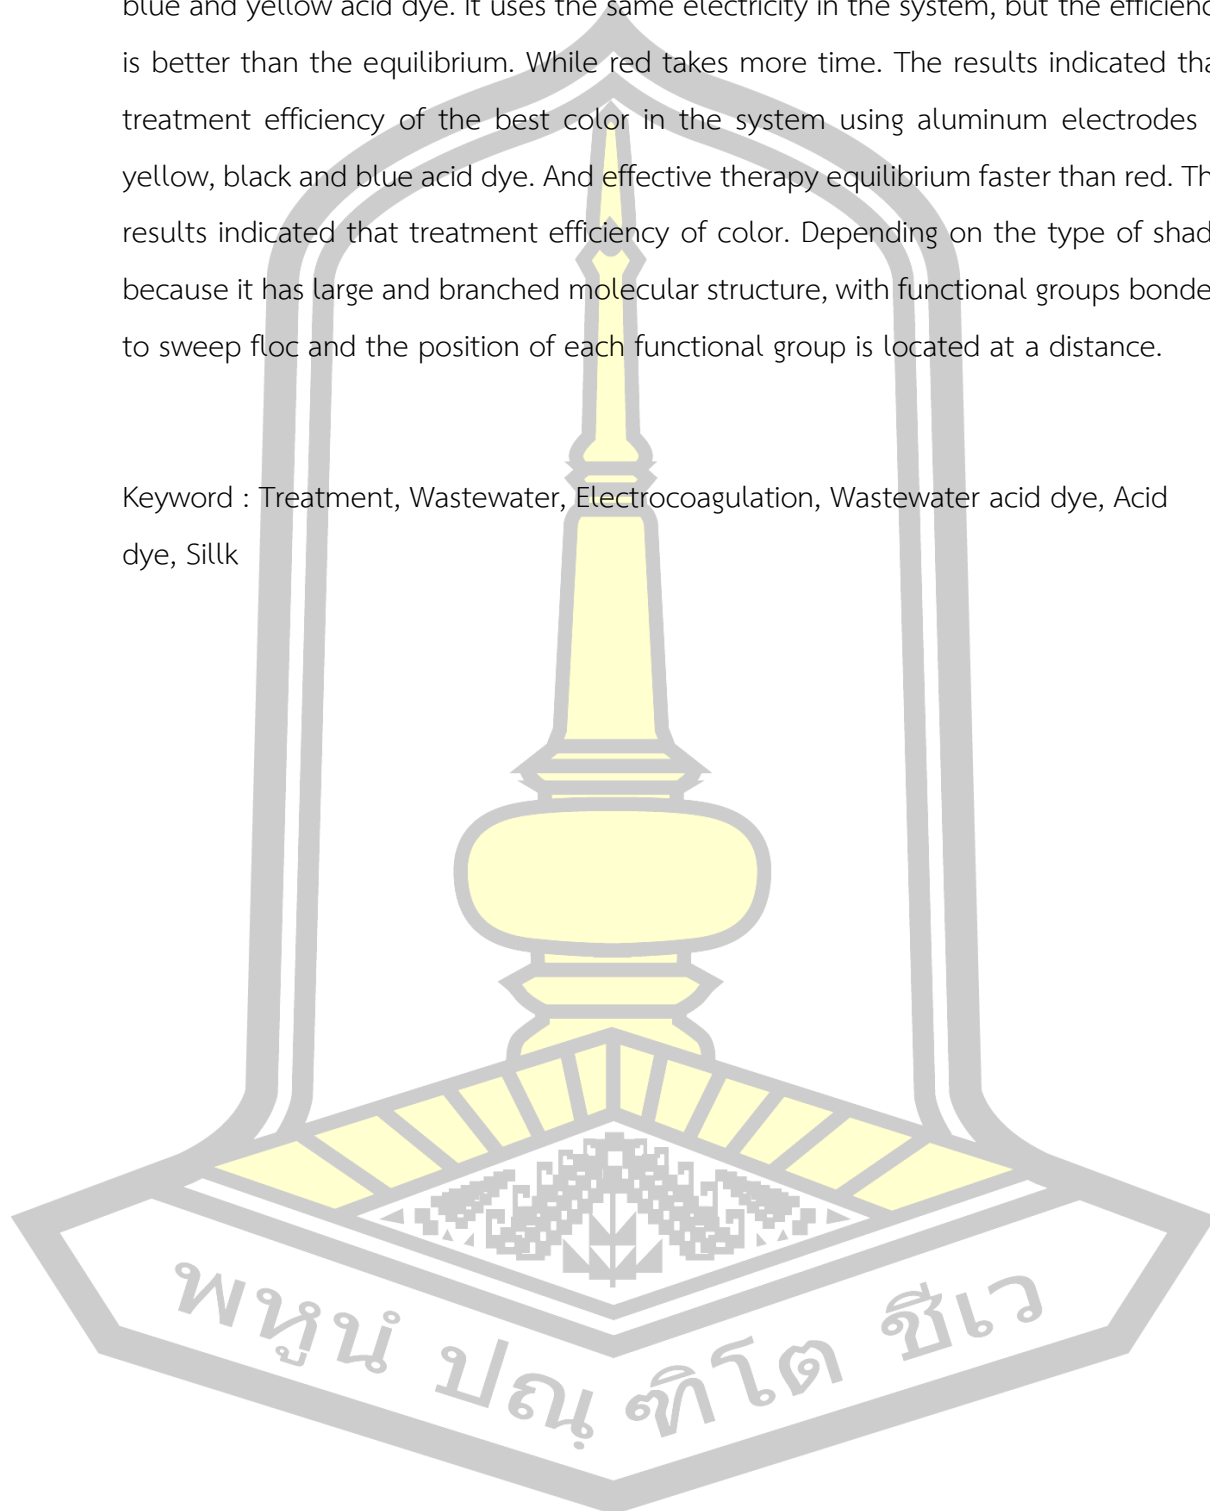 blue and yellow acid dye. It uses the same electricity in the system, but the efficienc
is better than the equilibrium. While red takes more time. The results indicated tha
treatment efficiency of the best color in the system using aluminum electrodes
yellow, black and blue acid dye. And effective therapy equilibrium faster than red. Th
results indicated that treatment efficiency of color. Depending on the type of shad
because it has large and branched molecular structure, with functional groups bonde
to sweep floc and the position of each functional group is located at a distance.
Keyword : Treatment, Wastewater, Electrocoagulation, Wastewater acid dye, Acid
dye, Sillk
พหูนํ ปณฺฑิโต ชีเว